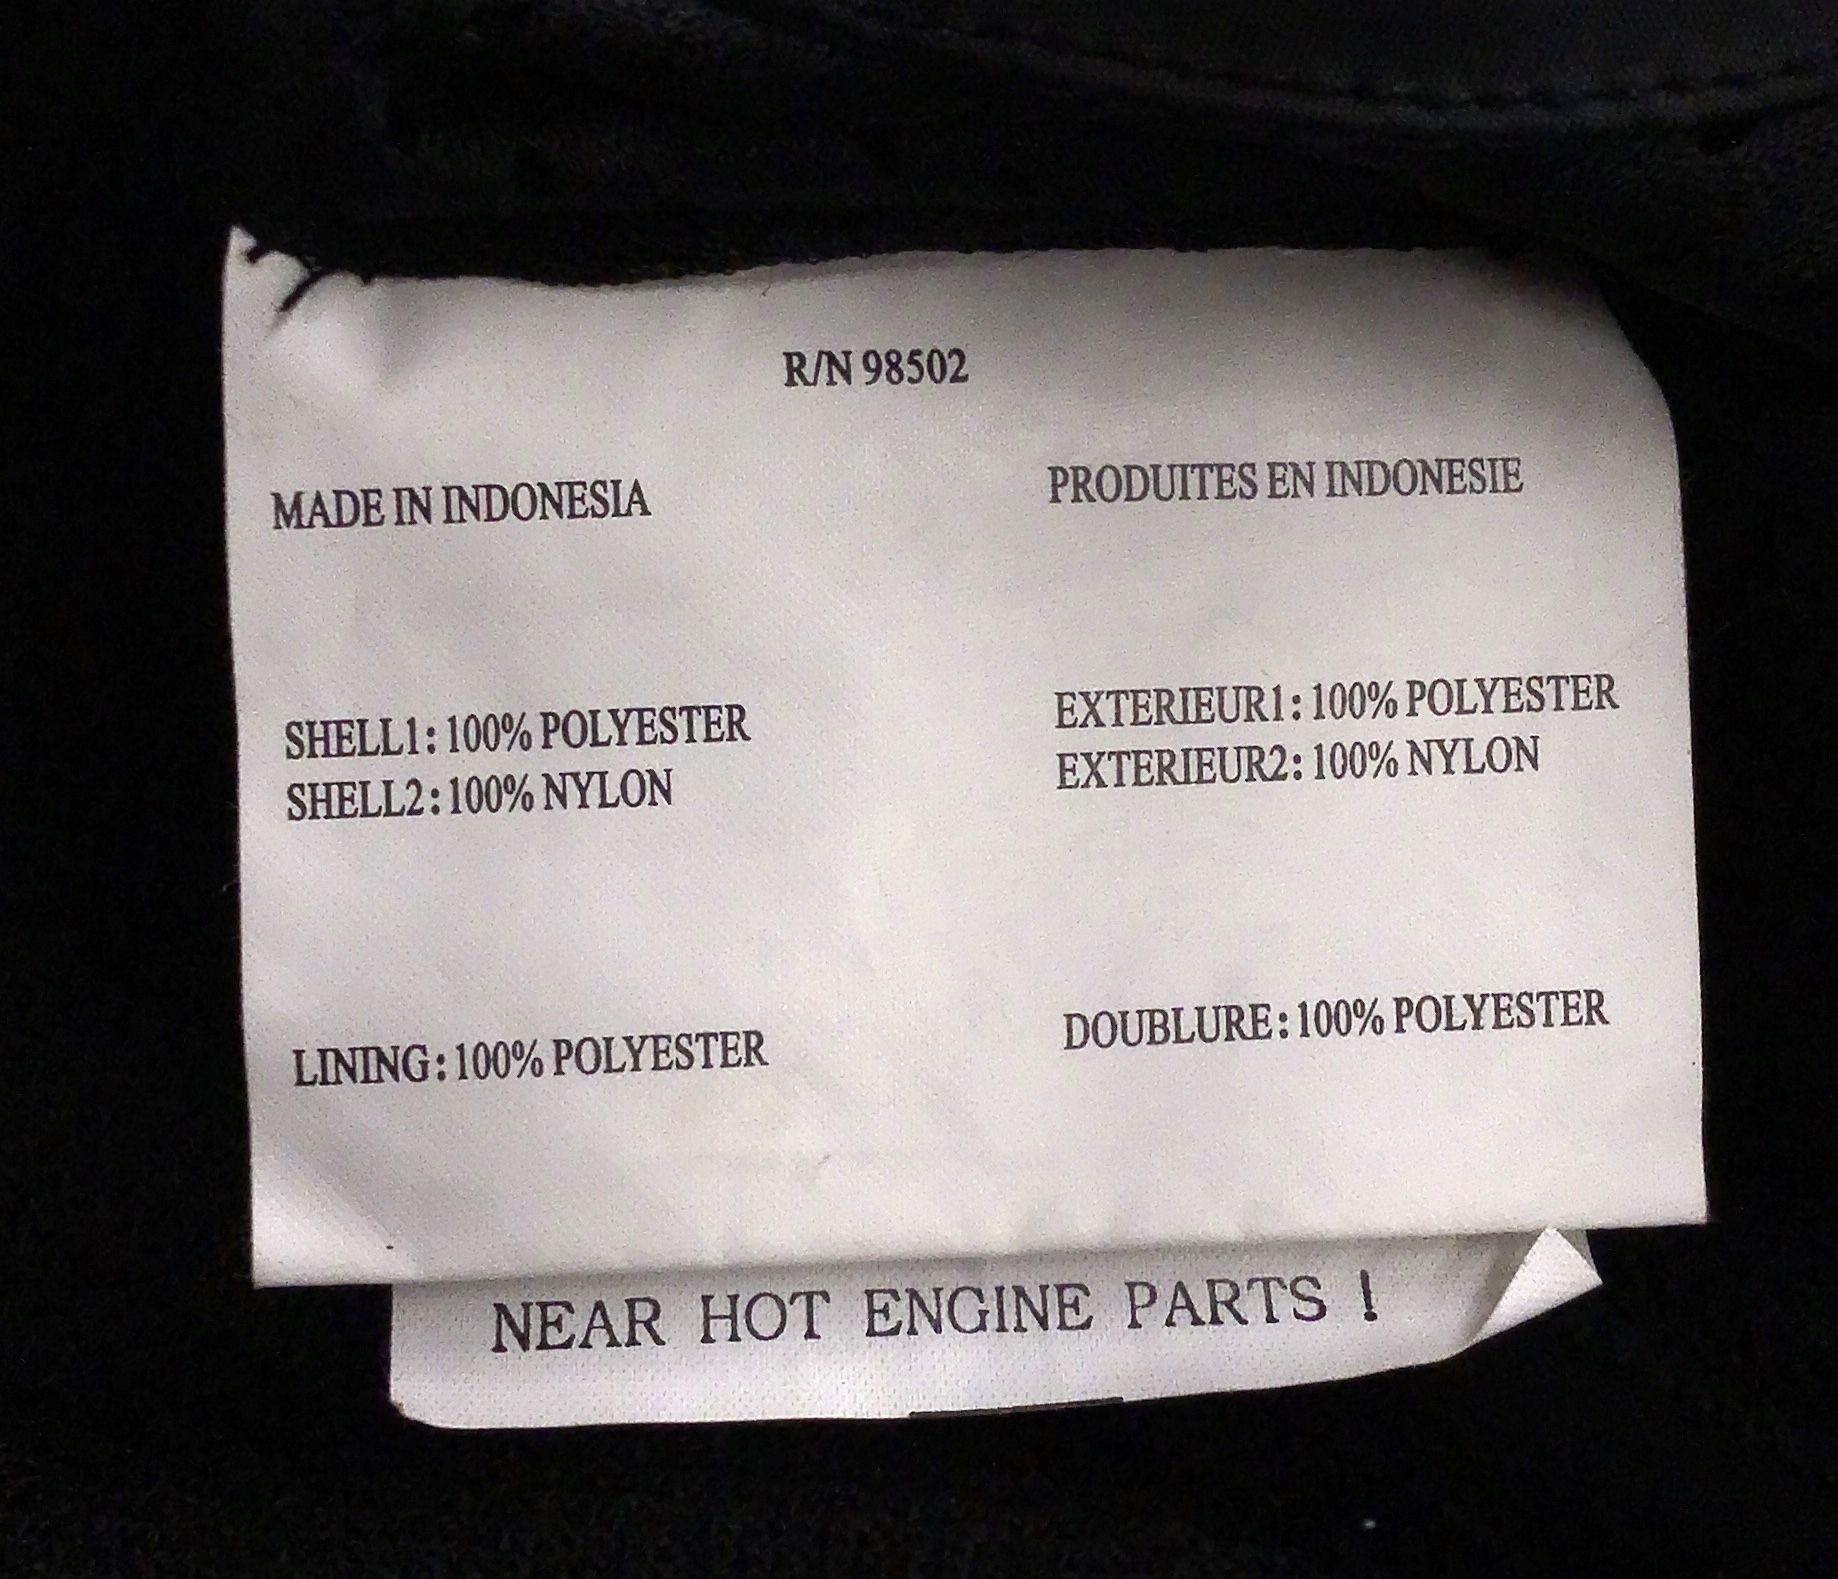 R/N 98502
MADE IN INDONESIA
PRODUITES EN INDONESIE
SHELL1: 100% POLYESTER
SHELL2: 100% NYLON
EXTERIEUR1: 100% POLYESTER
EXTERIEUR2: 100% NYLON
LINING: 100% POLYESTER
DOUBLURE: 100% POLYESTER
NEAR HOT ENGINE PARTS !